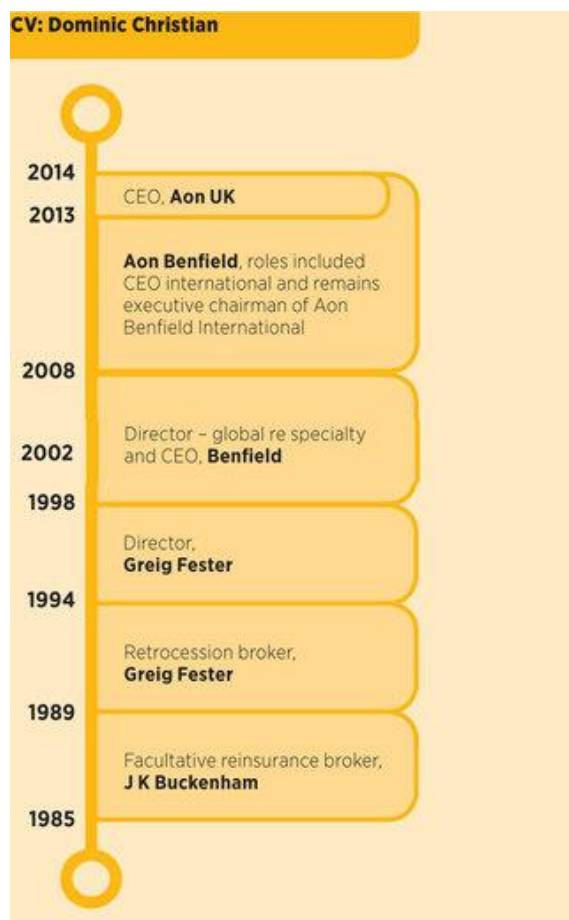 CV: Dominic Christian
2014
CEO, Aon UK
2013
Aon Benfield, roles included
CEO international and remains
executive chairman of Aon
Benfield International
2008
Director – global re specialty
2002
and CEO, Benfield
1998
Director,
Greig Fester
1994
Retrocession broker,
Greig Fester
1989
Facultative reinsurance broker,
J K Buckenham
1985